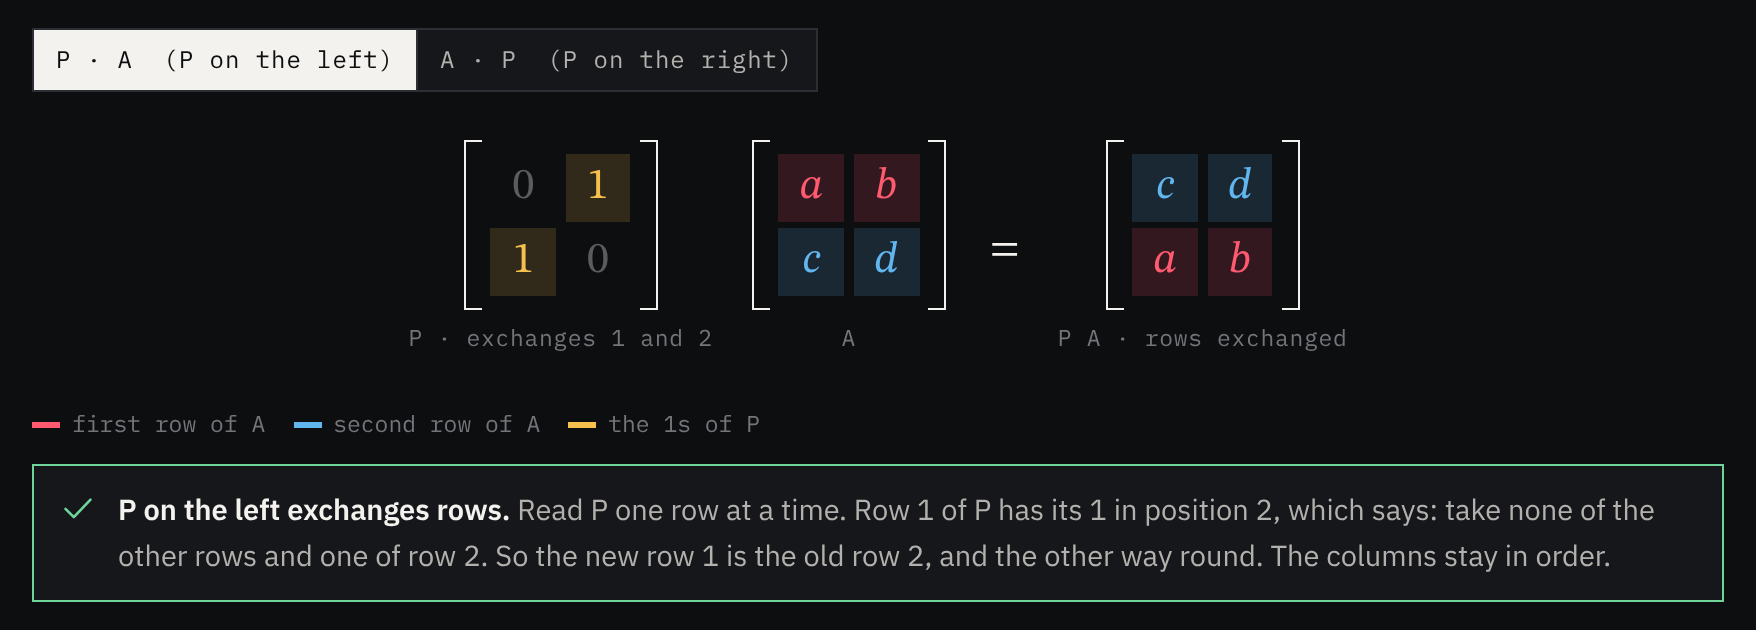 P · A (P on the left) A · P (P on the right)
0 1 a b = c d
1 0 c d a b
P · exchanges 1 and 2 A P A · rows exchanged
first row of A second row of A the 1s of P
P on the left exchanges rows. Read P one row at a time. Row 1 of P has its 1 in position 2, which says: take none of the
other rows and one of row 2. So the new row 1 is the old row 2, and the other way round. The columns stay in order.